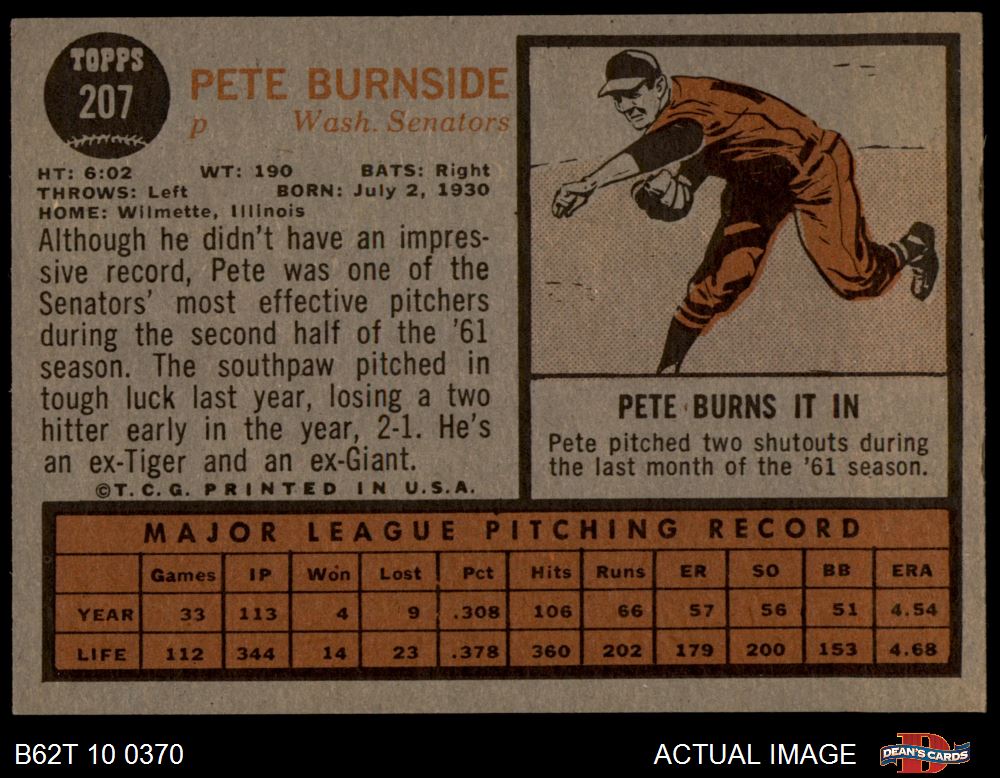 TOPPS
207
PETE BURNSIDE
p Wash. Senators
HT: 6:02 WT: 190 BATS: Right
THROWS: Left BORN: July 2, 1930
HOME: Wilmette, Illinois
Although he didn't have an impres-
sive record, Pete was one of the
Senators' most effective pitchers
during the second half of the '61
season. The southpaw pitched in
tough luck last year, losing a two
hitter early in the year, 2-1. He's
an ex-Tiger and an ex-Giant.
©T.C.G. PRINTED IN U.S.A.
PETE BURNS IT IN
Pete pitched two shutouts during
the last month of the '61 season.
MAJOR LEAGUE PITCHING RECORD
Games IP Won Lost Pct Hits Runs ER SO BB ERA
YEAR 33 113 4 9 .308 106 66 57 56 51 4.54
LIFE 112 344 14 23 .378 360 202 179 200 153 4.68
B62T 10 0370 ACTUAL IMAGE DEAN'S CARDS